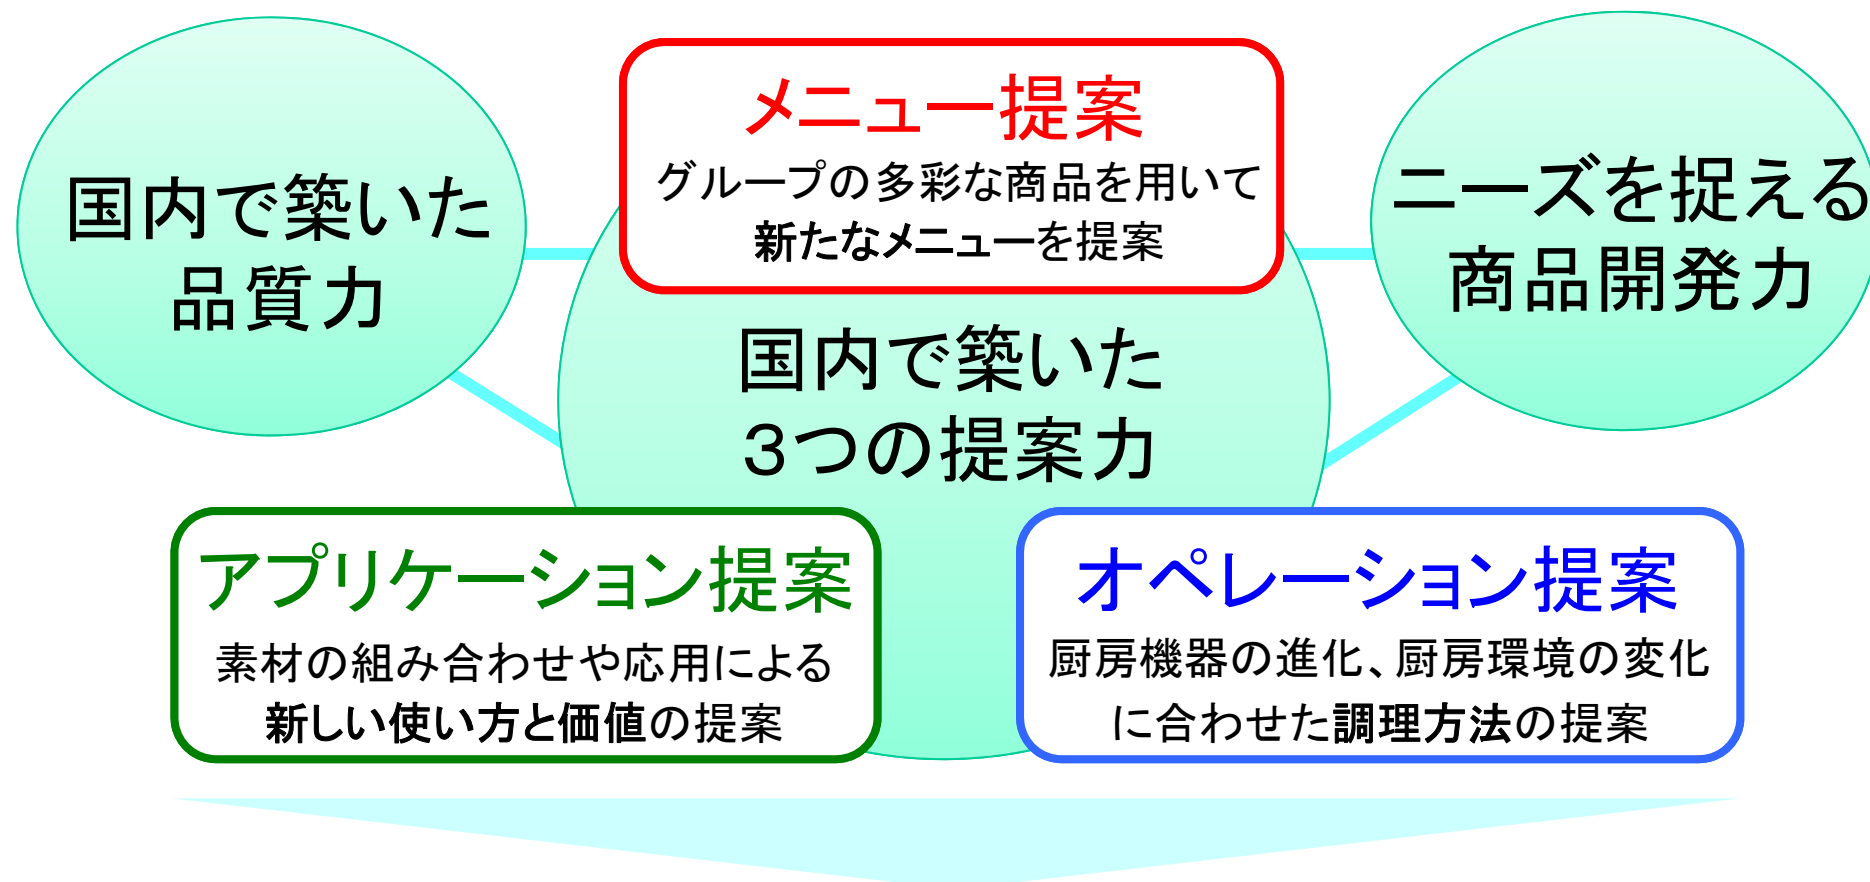 国内で築いた
品質力
メニュー提案
グループの多彩な商品を用いて
新たなメニューを提案
ニーズを捉える
商品開発力
国内で築いた
３つの提案力
アプリケーション提案
素材の組み合わせや応用による
新しい使い方と価値の提案
オペレーション提案
厨房機器の進化、厨房環境の変化
に合わせた調理方法の提案